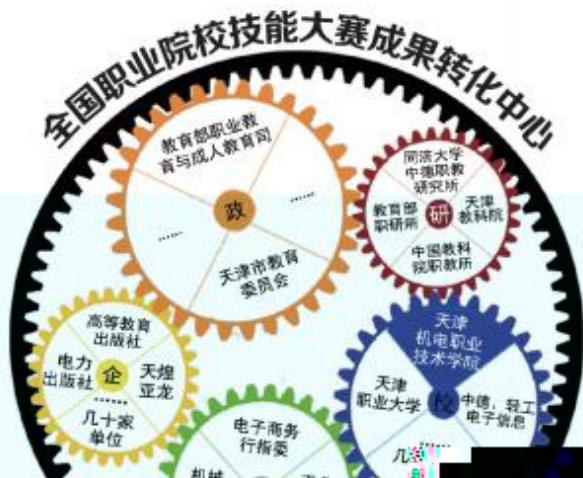 全国职业院校技能大赛成果转化中心
教育部职业教
育与成人教育司
政
……
……
天津市教育
委员会
同济大学
中德职教
研究所
教育部
职研所
研
天津
教科院
中国教科
院职教所
高等教育
出版社
电力
出版社
企
天煌
亚龙
……
几十家
单位
天津
机电职业
技术学院
天津
职业大学
校
中德，轻工
电子信息
……
电子商务
行指委
机械